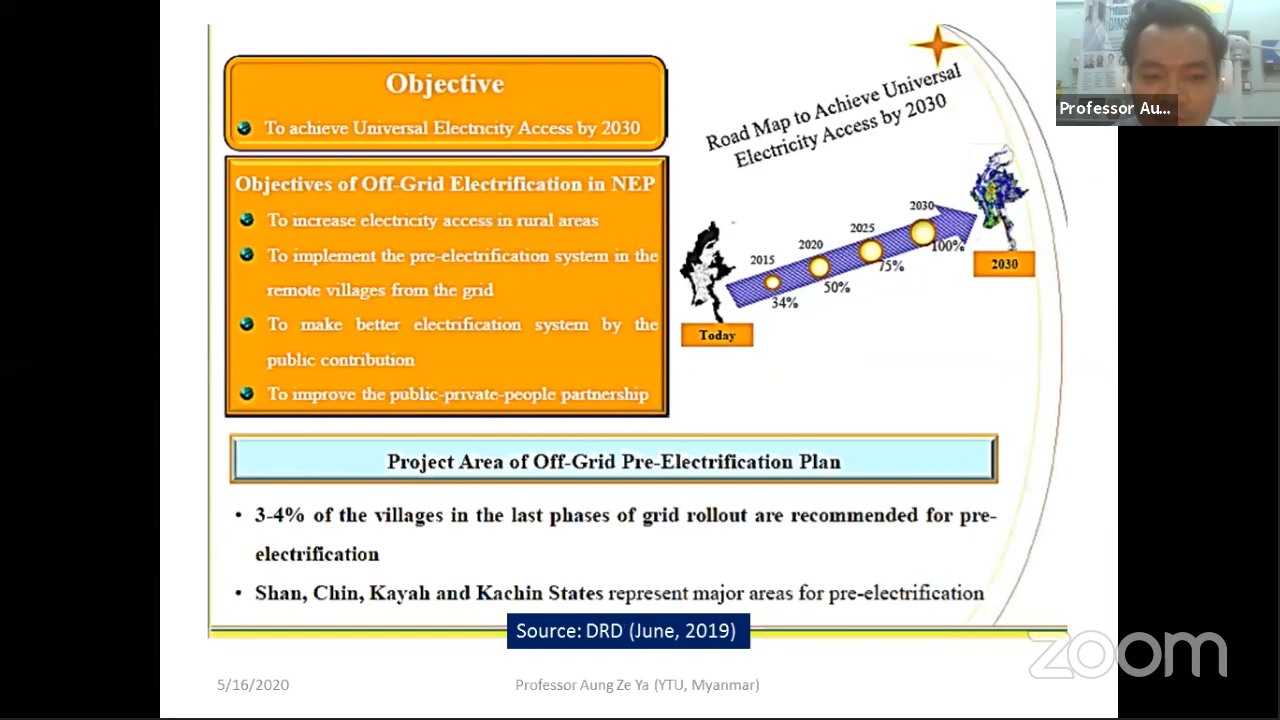 Objective
To achieve Universal Electricity Access by 2030
Objectives of Off-Grid Electrification in NEP
To increase electricity access in rural areas
To implement the pre-electrification system in the
remote villages from the grid
To make better electrification system by the
public contribution
To improve the public-private-people partnership
Road Map to Achieve Universal
Electricity Access by 2030
2015
2020
2025
2030
34%
50%
75%
100%
Today
2030
Project Area of Off-Grid Pre-Electrification Plan
• 3-4% of the villages in the last phases of grid rollout are recommended for pre-
electrification
• Shan, Chin, Kayah and Kachin States represent major areas for pre-electrification
Source: DRD (June, 2019)
5/16/2020
Professor Aung Ze Ya (YTU, Myanmar)
Professor Au...
zoom